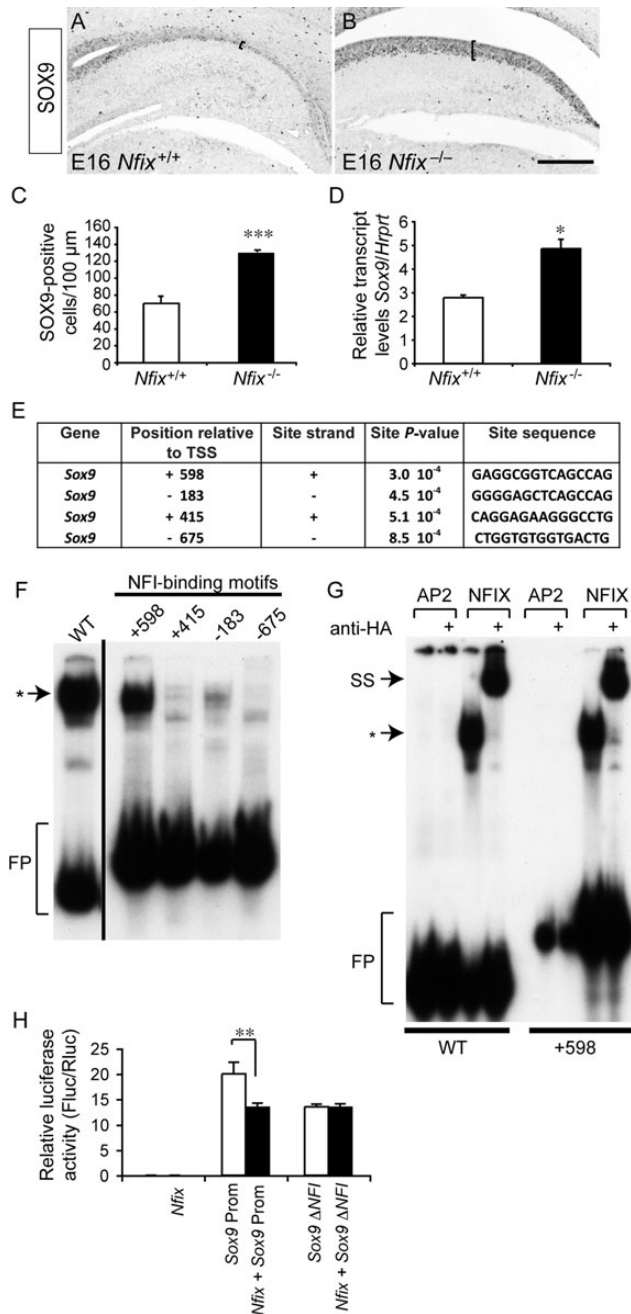 A
B
SOX9
E16 Nfix+/+
E16 Nfix–/–
C
SOX9-positive
cells/100 µm
160
140
120
100
80
60
40
20
0
***
Nfix+/+
Nfix-/-
D
Relative transcript
levels Sox9/Hrprt
6
5
4
3
2
1
0
*
Nfix+/+
Nfix-/-
E
Gene Position relative to TSS Site strand Site P-value Site sequence
Sox9 + 598 + 3.0 10-4 GAGGCGGTCAGCCAG
Sox9 - 183 - 4.5 10-4 GGGGAGCTCAGCCAG
Sox9 + 415 + 5.1 10-4 CAGGAGAAGGGCCTG
Sox9 - 675 - 8.5 10-4 CTGGTGTGGTGACTG
F
NFI-binding motifs
WT +598 +415 -183 -675
*
FP
G
AP2 NFIX AP2 NFIX
anti-HA + + + +
SS
*
FP
WT +598
H
Relative luciferase
activity (Fluc/Rluc)
25
20
15
10
5
0
**
Nfix
Sox9 Prom
Nfix + Sox9 Prom
Sox9 ΔNFI
Nfix + Sox9 ΔNFI